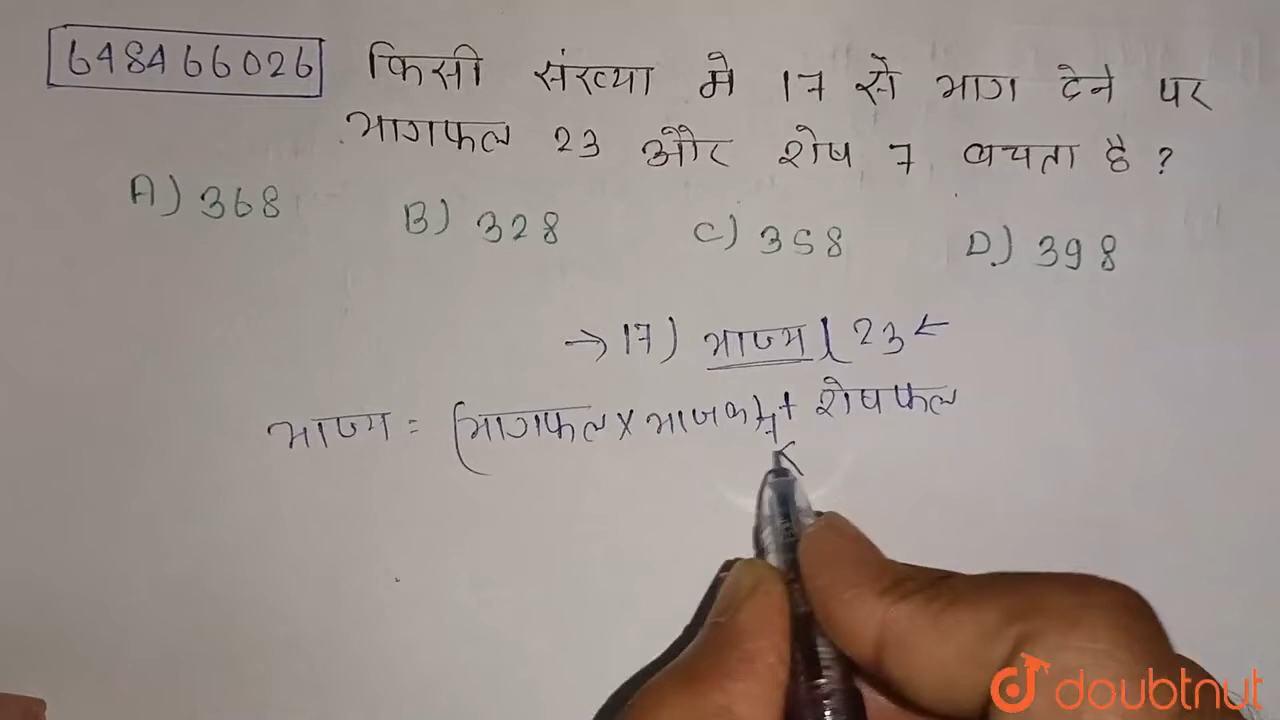 648466026 किसी संख्या मे 17 से भाग देने पर
भागफल 23 और शेष 7 बचता है ?
A) 368 B) 328 C) 358 D.) 398
→ 17) भाज्य ( 23 ←
भाज्य = (भागफल × भाजक) + शेषफल
doubtnut